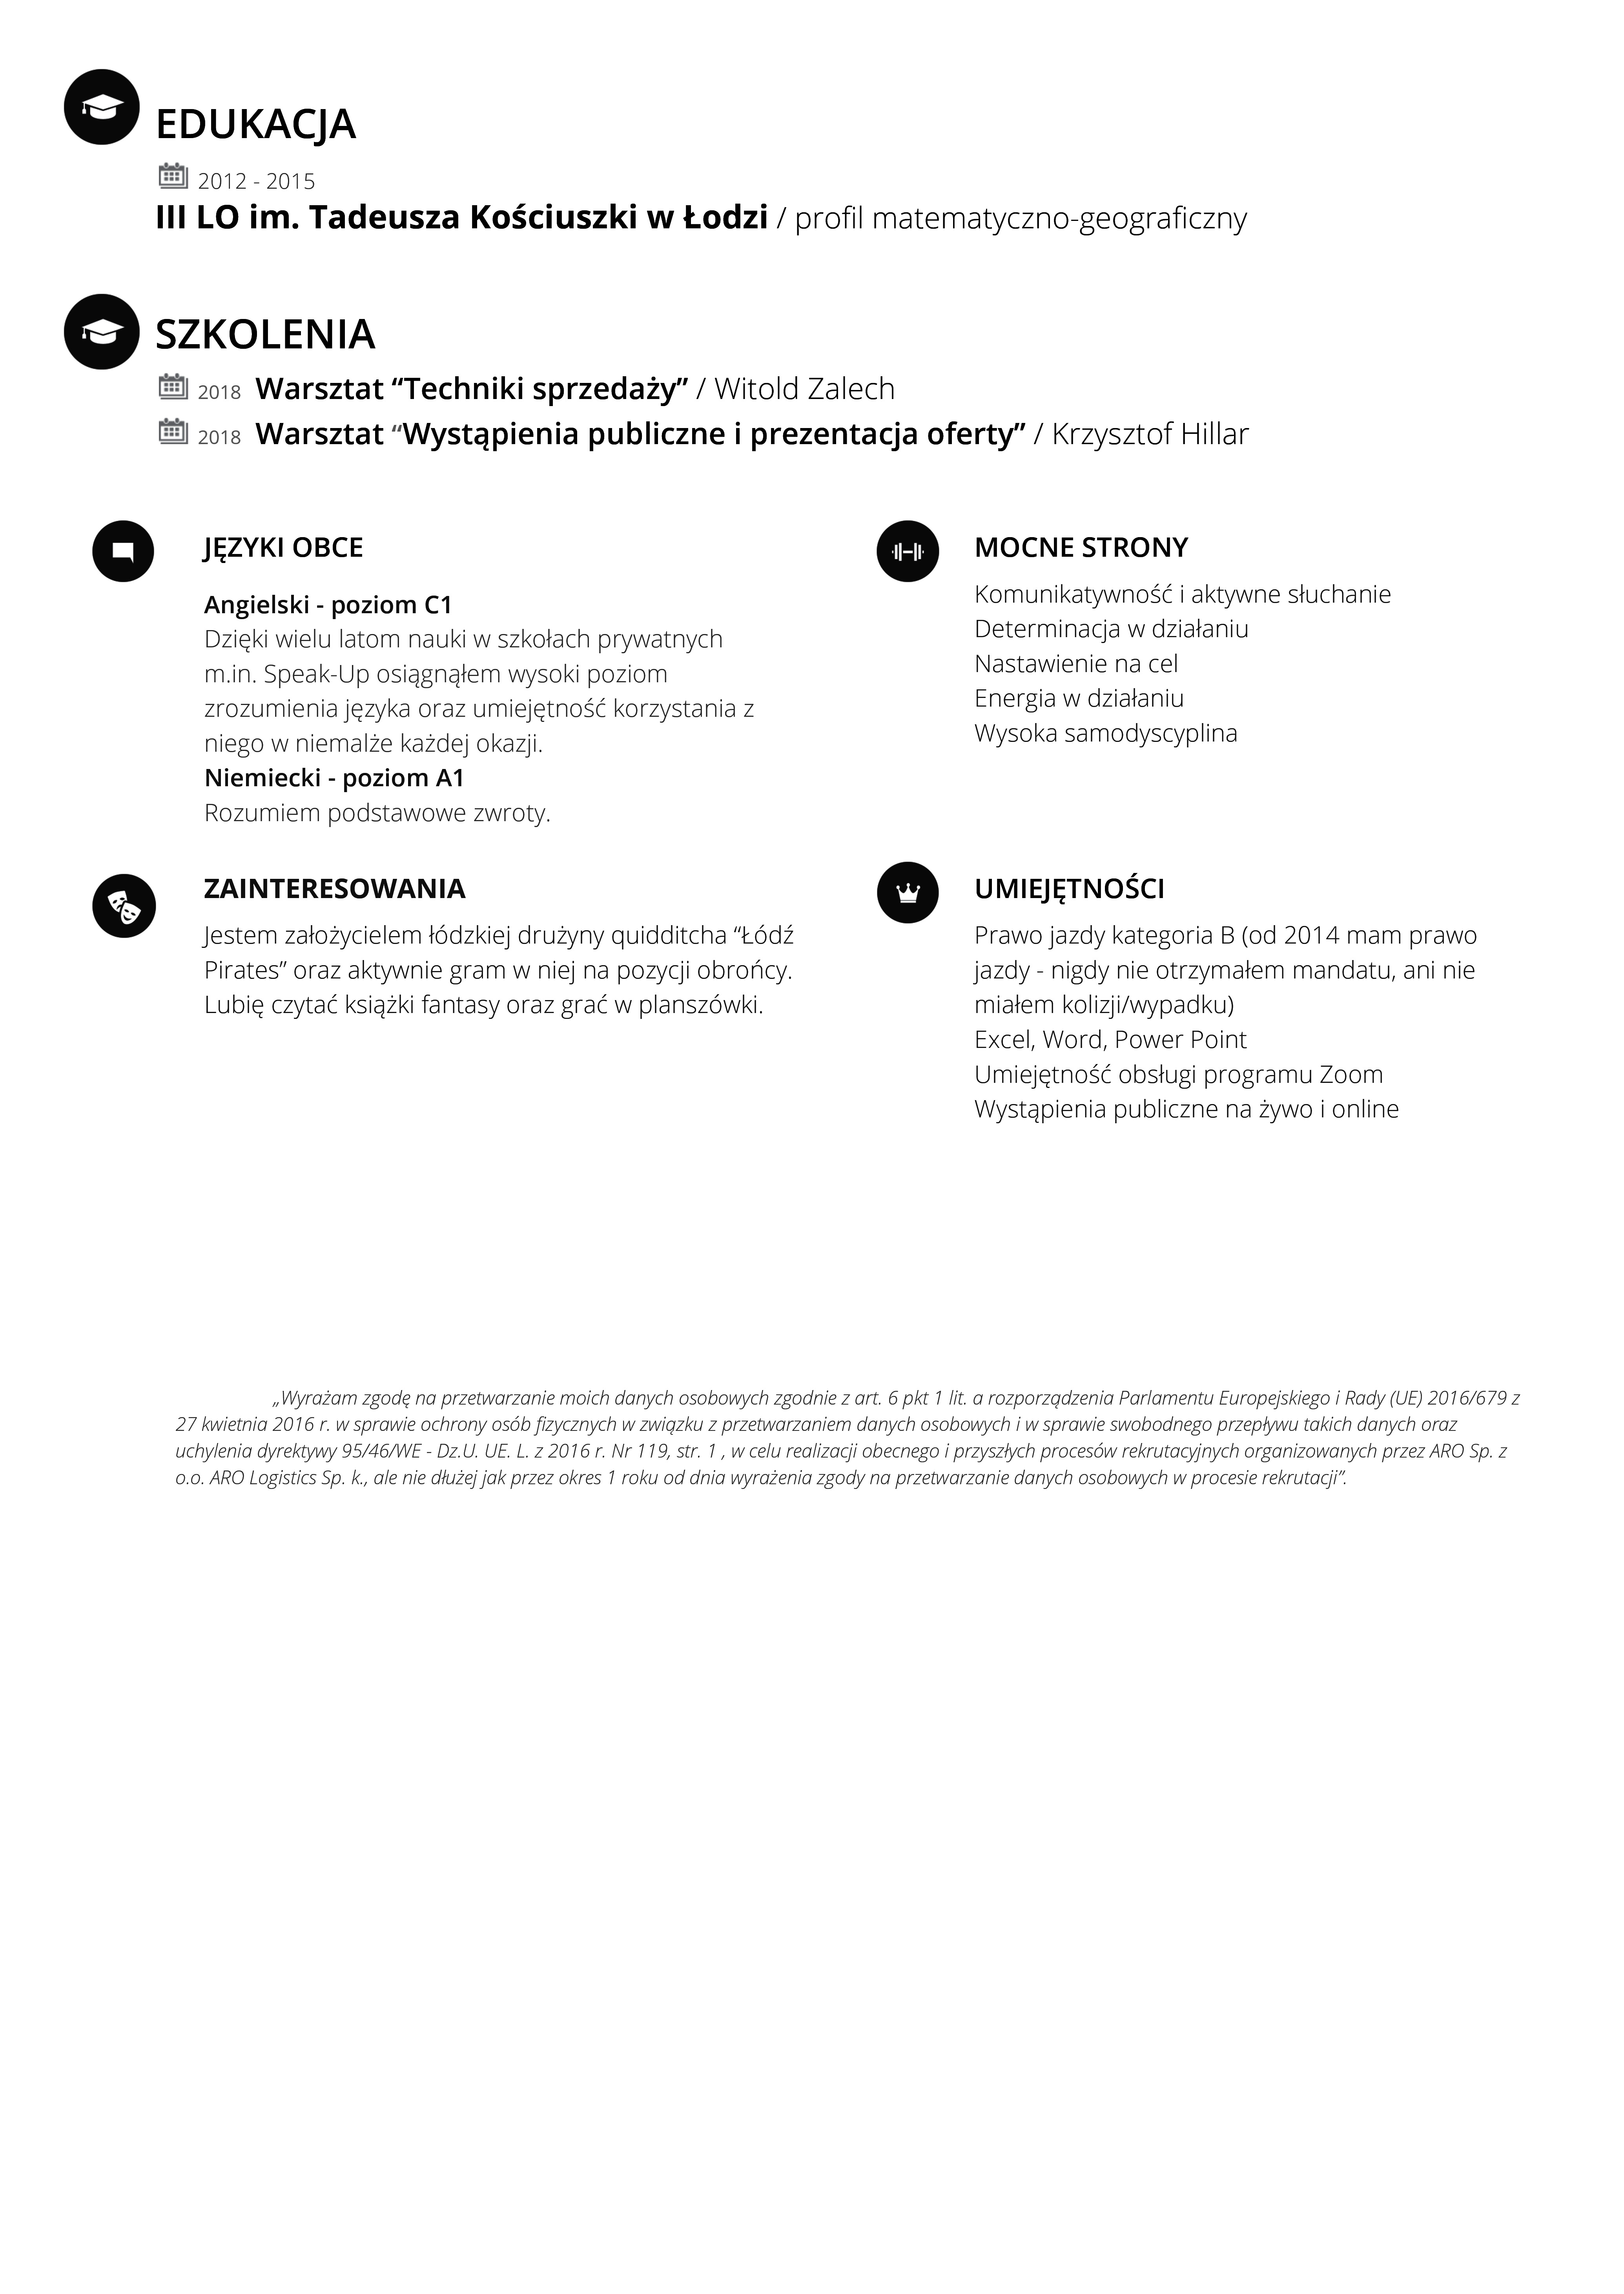 EDUKACJA
2012 - 2015
III LO im. Tadeusza Kościuszki w Łodzi / profil matematyczno-geograficzny
SZKOLENIA
2018 Warsztat “Techniki sprzedaży” / Witold Zalech
2018 Warsztat “Wystąpienia publiczne i prezentacja oferty” / Krzysztof Hillar
JĘZYKI OBCE
Angielski - poziom C1
Dzięki wielu latom nauki w szkołach prywatnych
m.in. Speak-Up osiągnąłem wysoki poziom
zrozumienia języka oraz umiejętność korzystania z
niego w niemalże każdej okazji.
Niemiecki - poziom A1
Rozumiem podstawowe zwroty.
MOCNE STRONY
Komunikatywność i aktywne słuchanie
Determinacja w działaniu
Nastawienie na cel
Energia w działaniu
Wysoka samodyscyplina
ZAINTERESOWANIA
Jestem założycielem łódzkiej drużyny quidditcha “Łódź
Pirates” oraz aktywnie gram w niej na pozycji obrońcy.
Lubię czytać książki fantasy oraz grać w planszówki.
UMIEJĘTNOŚCI
Prawo jazdy kategoria B (od 2014 mam prawo
jazdy - nigdy nie otrzymałem mandatu, ani nie
miałem kolizji/wypadku)
Excel, Word, Power Point
Umiejętność obsługi programu Zoom
Wystąpienia publiczne na żywo i online
„Wyrażam zgodę na przetwarzanie moich danych osobowych zgodnie z art. 6 pkt 1 lit. a rozporządzenia Parlamentu Europejskiego i Rady (UE) 2016/679 z
27 kwietnia 2016 r. w sprawie ochrony osób fizycznych w związku z przetwarzaniem danych osobowych i w sprawie swobodnego przepływu takich danych oraz
uchylenia dyrektywy 95/46/WE - Dz.U. UE. L. z 2016 r. Nr 119, str. 1 , w celu realizacji obecnego i przyszłych procesów rekrutacyjnych organizowanych przez ARO Sp. z
o.o. ARO Logistics Sp. k., ale nie dłużej jak przez okres 1 roku od dnia wyrażenia zgody na przetwarzanie danych osobowych w procesie rekrutacji”.